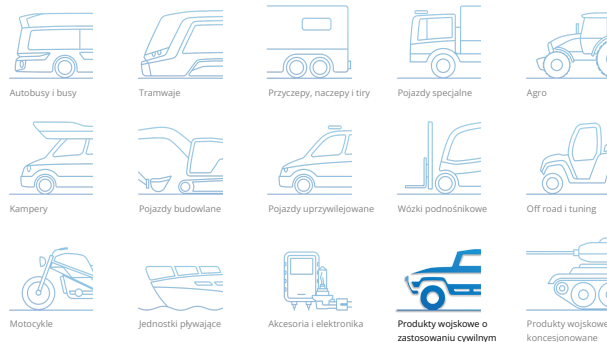 Autobusy i busy
Tramwaje
Przyczepy, naczepy i tiry
Pojazdy specjalne
Agro
Kampery
Pojazdy budowlane
Pojazdy uprzywilejowane
Wózki podnośnikowe
Off road i tuning
Motocykle
Jednostki pływające
Akcesoria i elektronika
Produkty wojskowe o
zastosowaniu cywilnym
Produkty wojskowe
koncesjonowane